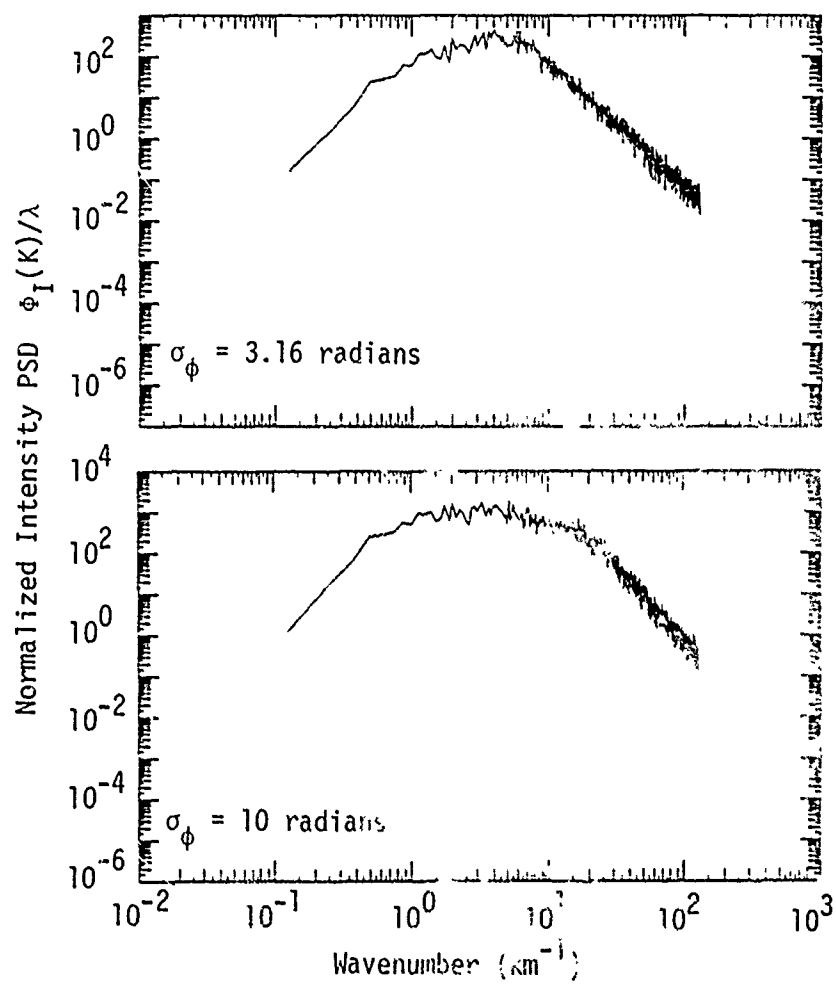 Normalized Intensity PSD Φ_I(K)/λ
10^2
10^0
10^-2
10^-4
10^-6
σ_ϕ = 3.16 radians
10^4
10^2
10^0
10^-2
10^-4
10^-6
σ_ϕ = 10 radians
10^-2 10^-1 10^0 10^1 10^2 10^3
Wavenumber (km^-1)